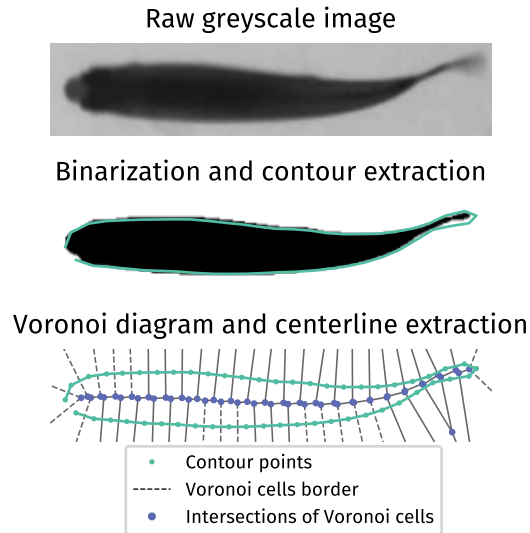 Raw greyscale image
Binarization and contour extraction
Voronoi diagram and centerline extraction
Contour points
Voronoi cells border
Intersections of Voronoi cells